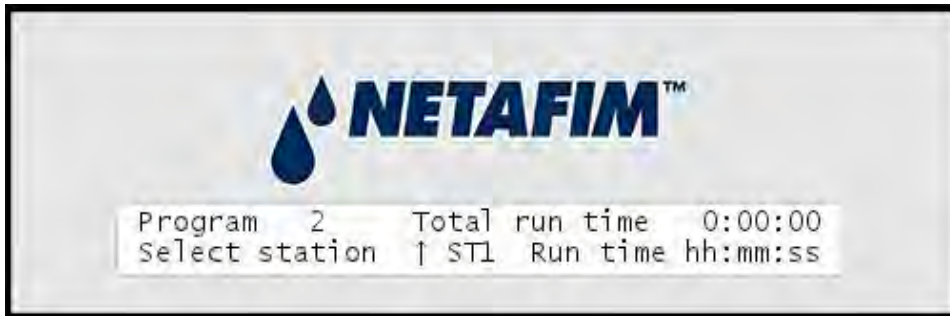 NETAFIM™
Program 2 Total run time 0:00:00
Select station ↑ ST1 Run time hh:mm:ss